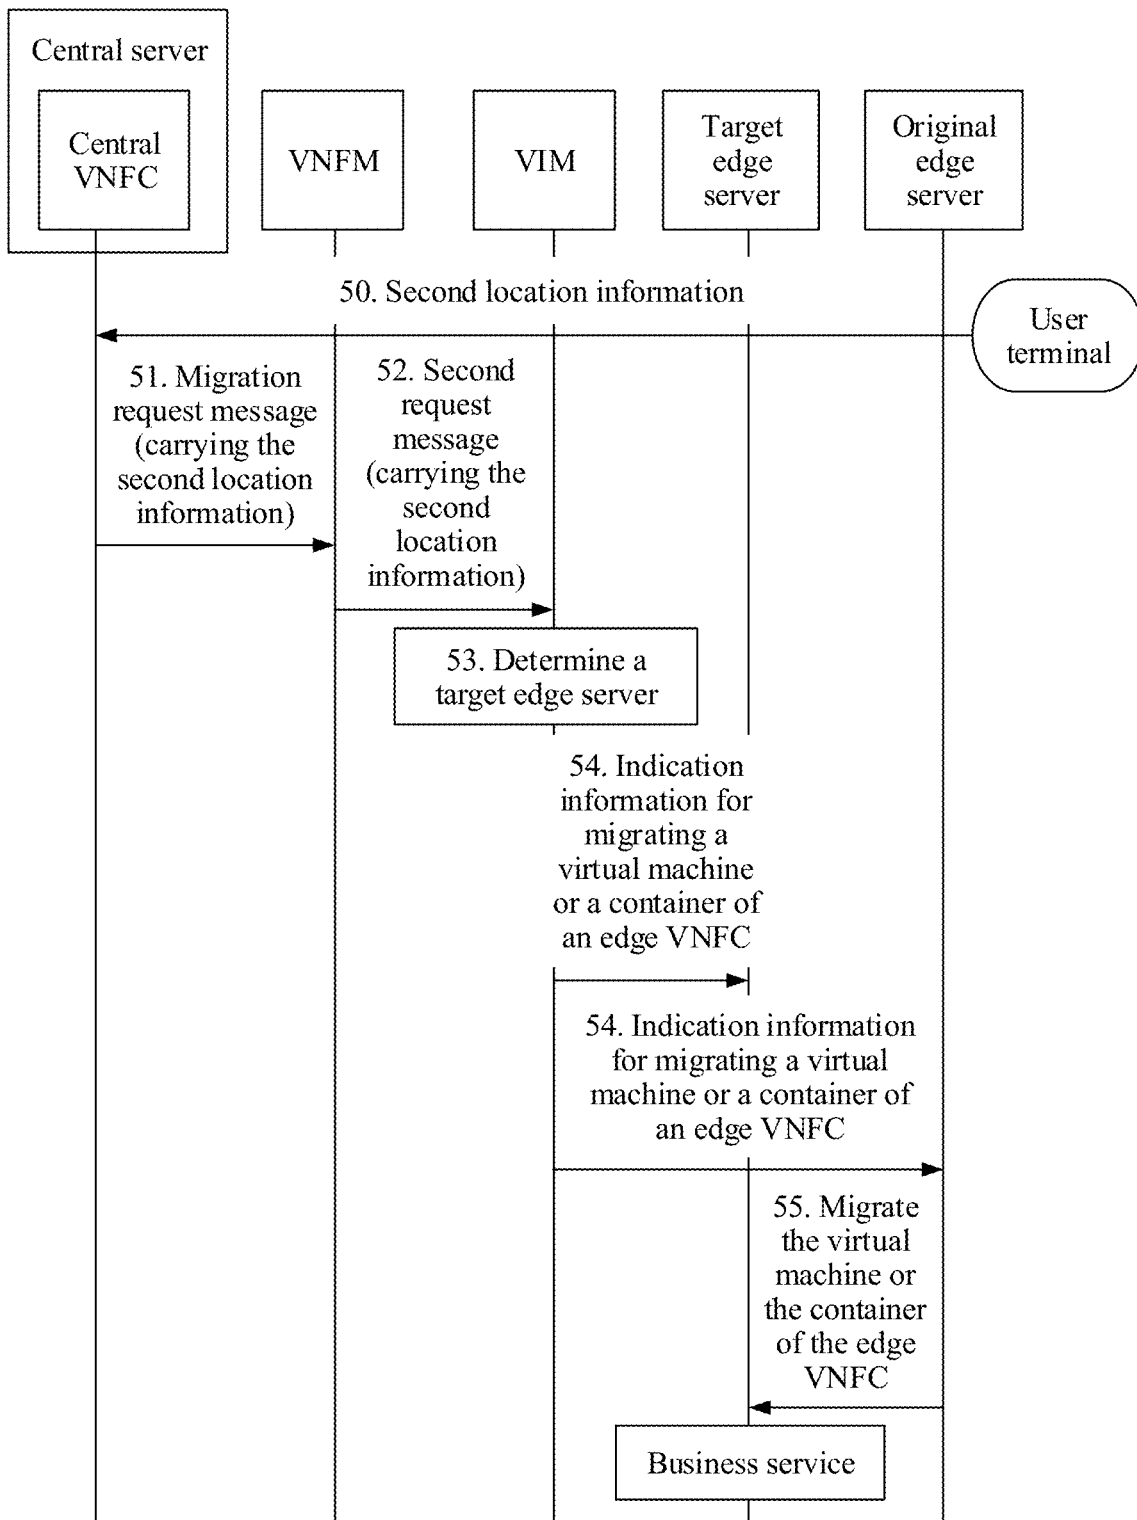 Central server
Central
VNFC
VNFM
VIM
Target
edge
server
Original
edge
server
50. Second location information
User
terminal
51. Migration
request message
(carrying the
second location
information)
52. Second
request
message
(carrying the
second
location
information)
53. Determine a
target edge server
54. Indication
information for
migrating a
virtual machine
or a container of
an edge VNFC
54. Indication information
for migrating a virtual
machine or a container of
an edge VNFC
55. Migrate
the virtual
machine or
the container
of the edge
VNFC
Business service